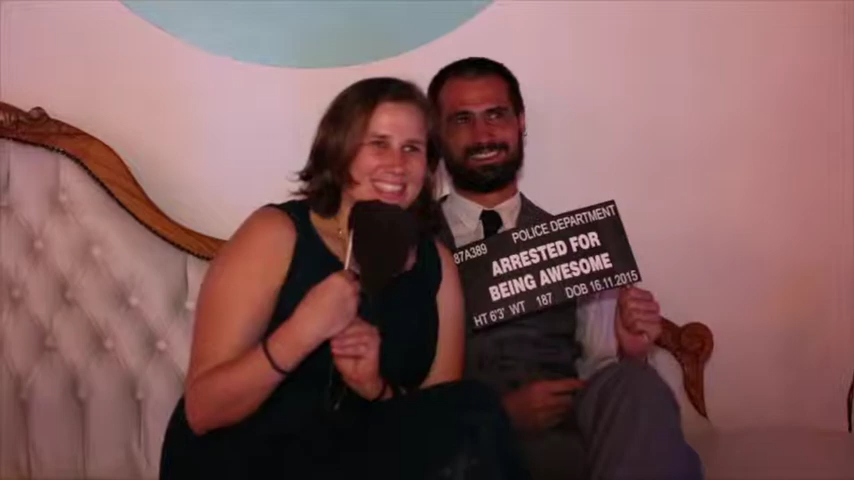 POLICE DEPARTMENT
87A389
ARRESTED FOR
BEING AWESOME
HT 6'3' WT 187 DOB 16.11.2015